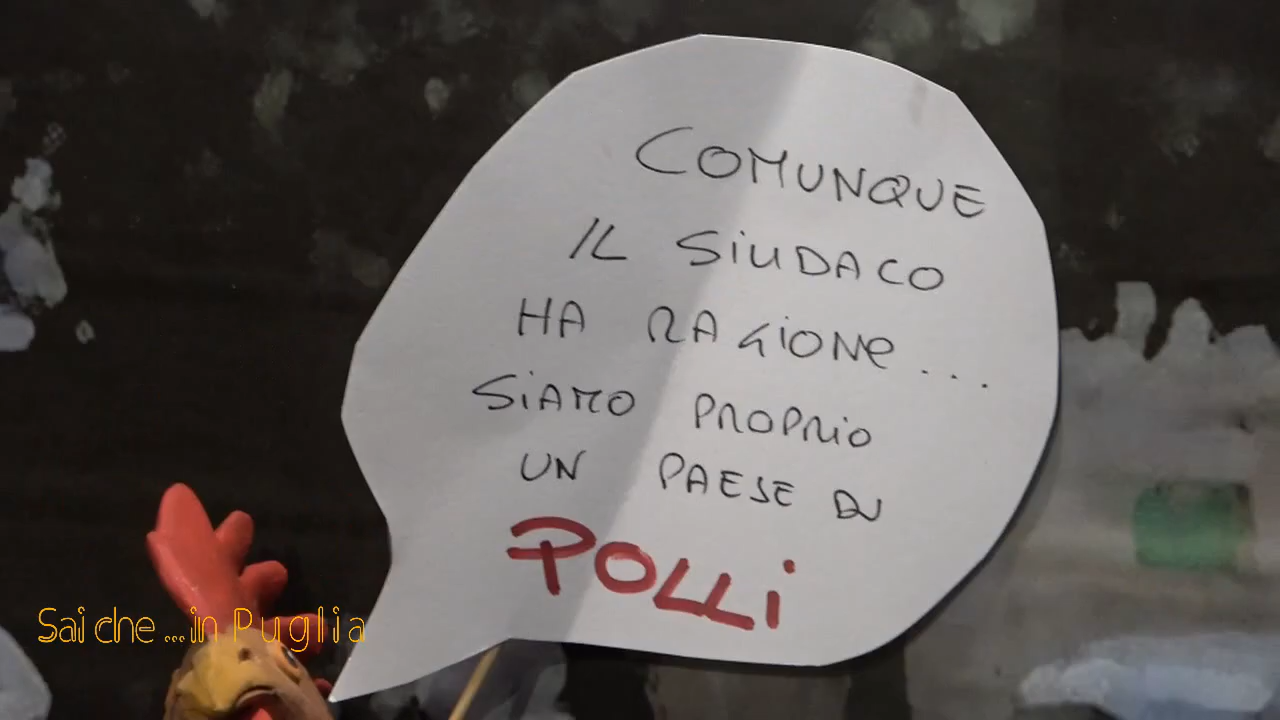 COMUNQUE
IL SiNDACO
HA RAGiONe...
SiAMO PROPRiO
UN PAESE Di
POLLi
Sai che ... in Puglia